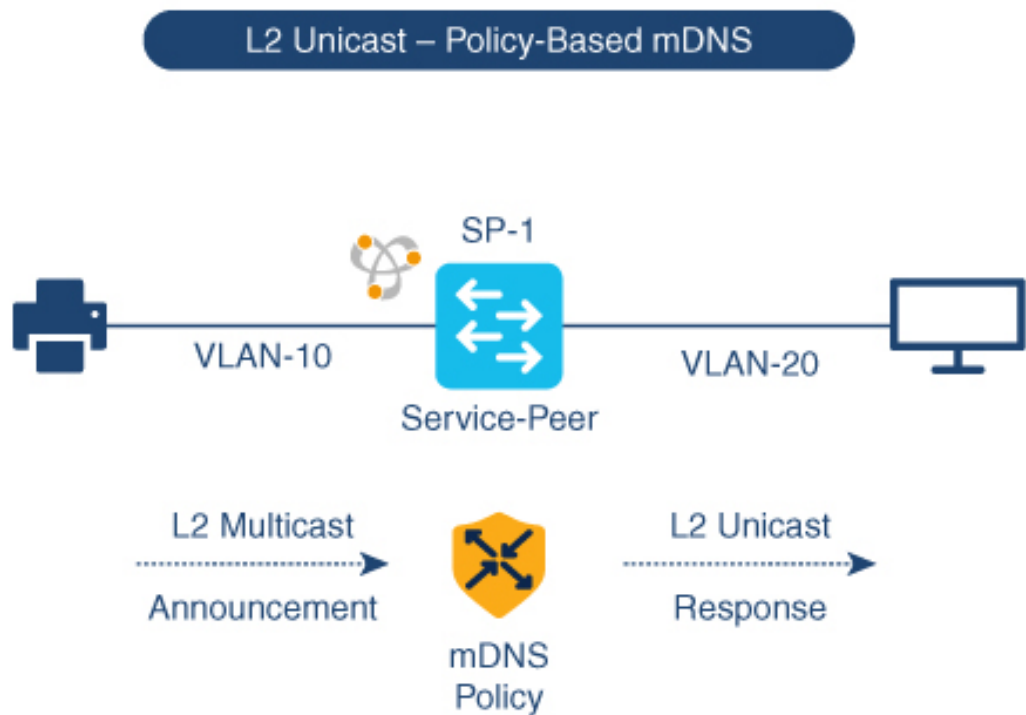 L2 Unicast – Policy-Based mDNS
SP-1
VLAN-10
VLAN-20
Service-Peer
L2 Multicast
Announcement
L2 Unicast
Response
mDNS
Policy